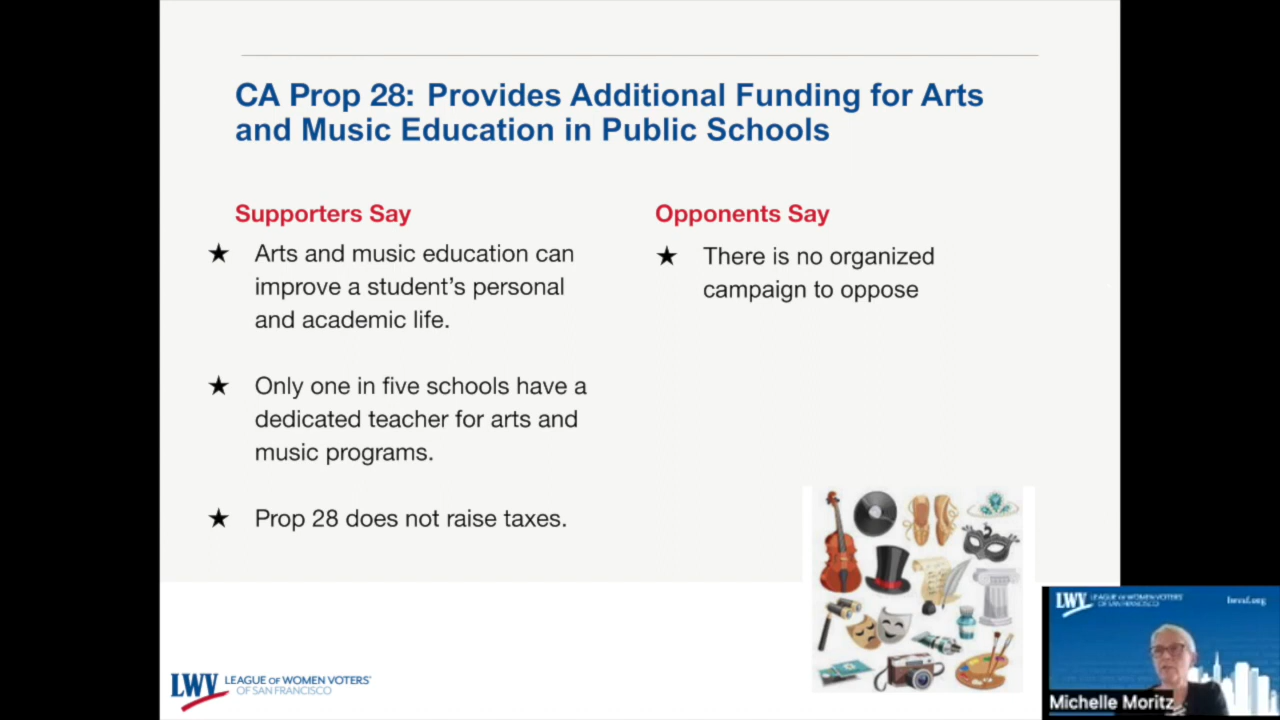 CA Prop 28: Provides Additional Funding for Arts
and Music Education in Public Schools
Supporters Say
★ Arts and music education can
improve a student's personal
and academic life.
★ Only one in five schools have a
dedicated teacher for arts and
music programs.
★ Prop 28 does not raise taxes.
Opponents Say
★ There is no organized
campaign to oppose
LWV LEAGUE OF WOMEN VOTERS®
OF SAN FRANCISCO
LWV LEAGUE OF WOMEN VOTERS®
OF SAN FRANCISCO
lwvsf.org
Michelle Moritz